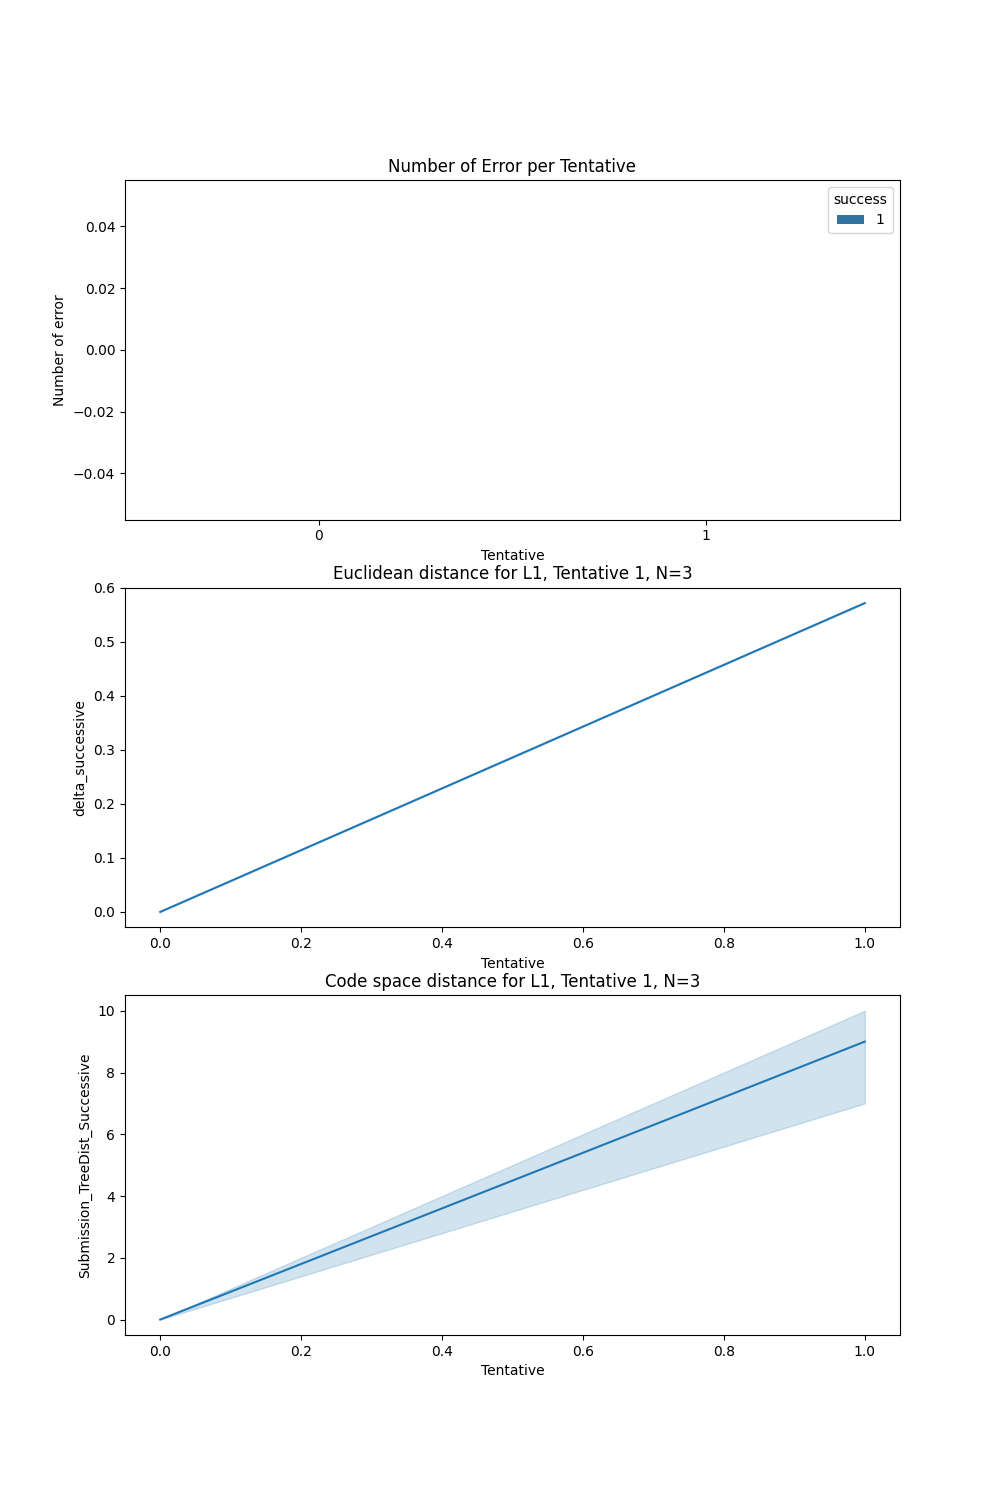 Number of Error per Tentative
success
1
0.04
0.02
0.00
−0.02
−0.04
Number of error
0 1
Tentative
Euclidean distance for L1, Tentative 1, N=3
0.6
0.5
0.4
0.3
0.2
0.1
0.0
delta_successive
0.0 0.2 0.4 0.6 0.8 1.0
Tentative
Code space distance for L1, Tentative 1, N=3
10
8
6
4
2
0
Submission_TreeDist_Successive
0.0 0.2 0.4 0.6 0.8 1.0
Tentative